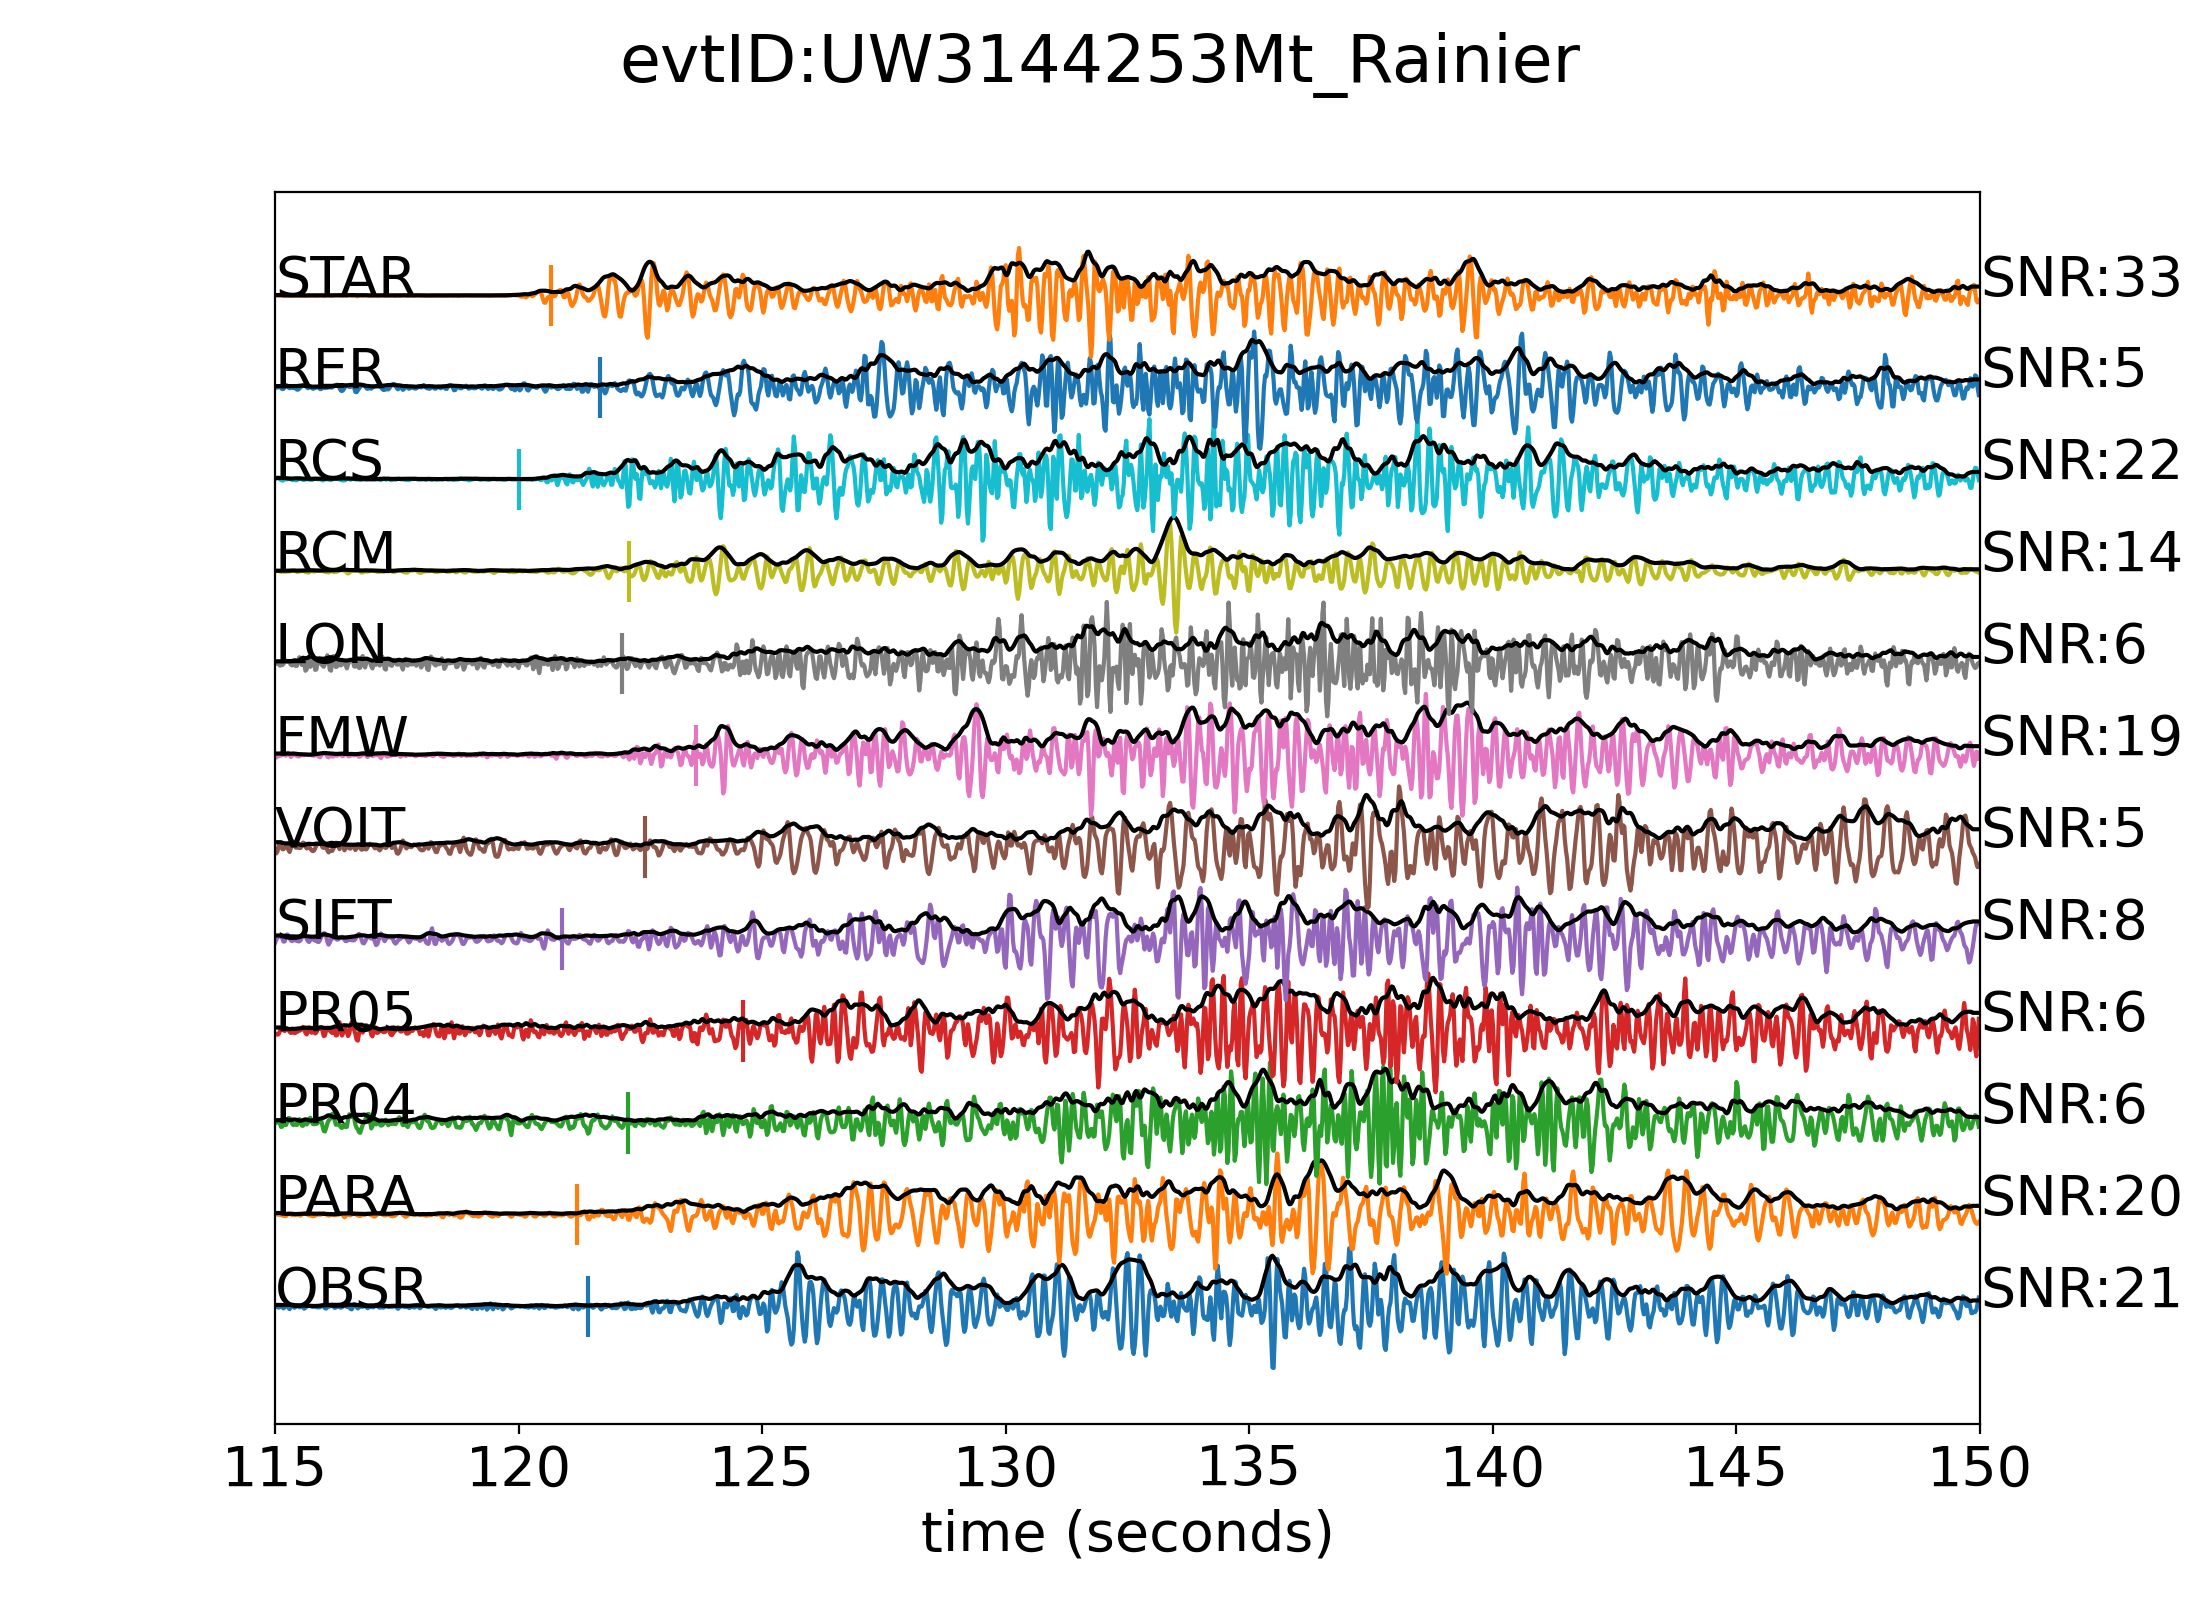 evtID:UW3144253Mt_Rainier
STAR SNR:33
RER SNR:5
RCS SNR:22
RCM SNR:14
LON SNR:6
FMW SNR:19
VOIT SNR:5
SIFT SNR:8
PR05 SNR:6
PR04 SNR:6
PARA SNR:20
OBSR SNR:21
115 120 125 130 135 140 145 150
time (seconds)